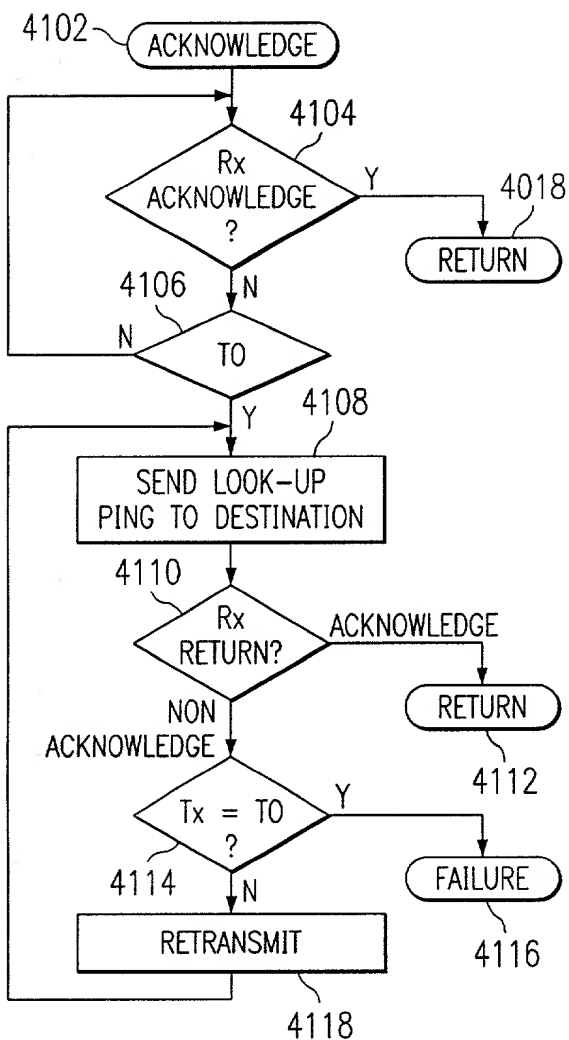 4102
ACKNOWLEDGE
4104
Rx
ACKNOWLEDGE
?
Y
4018
RETURN
N
4106
TO
N
Y
4108
SEND LOOK-UP
PING TO DESTINATION
4110
Rx
RETURN?
ACKNOWLEDGE
RETURN
4112
NON
ACKNOWLEDGE
Tx = TO
?
Y
4114
FAILURE
4116
N
RETRANSMIT
4118